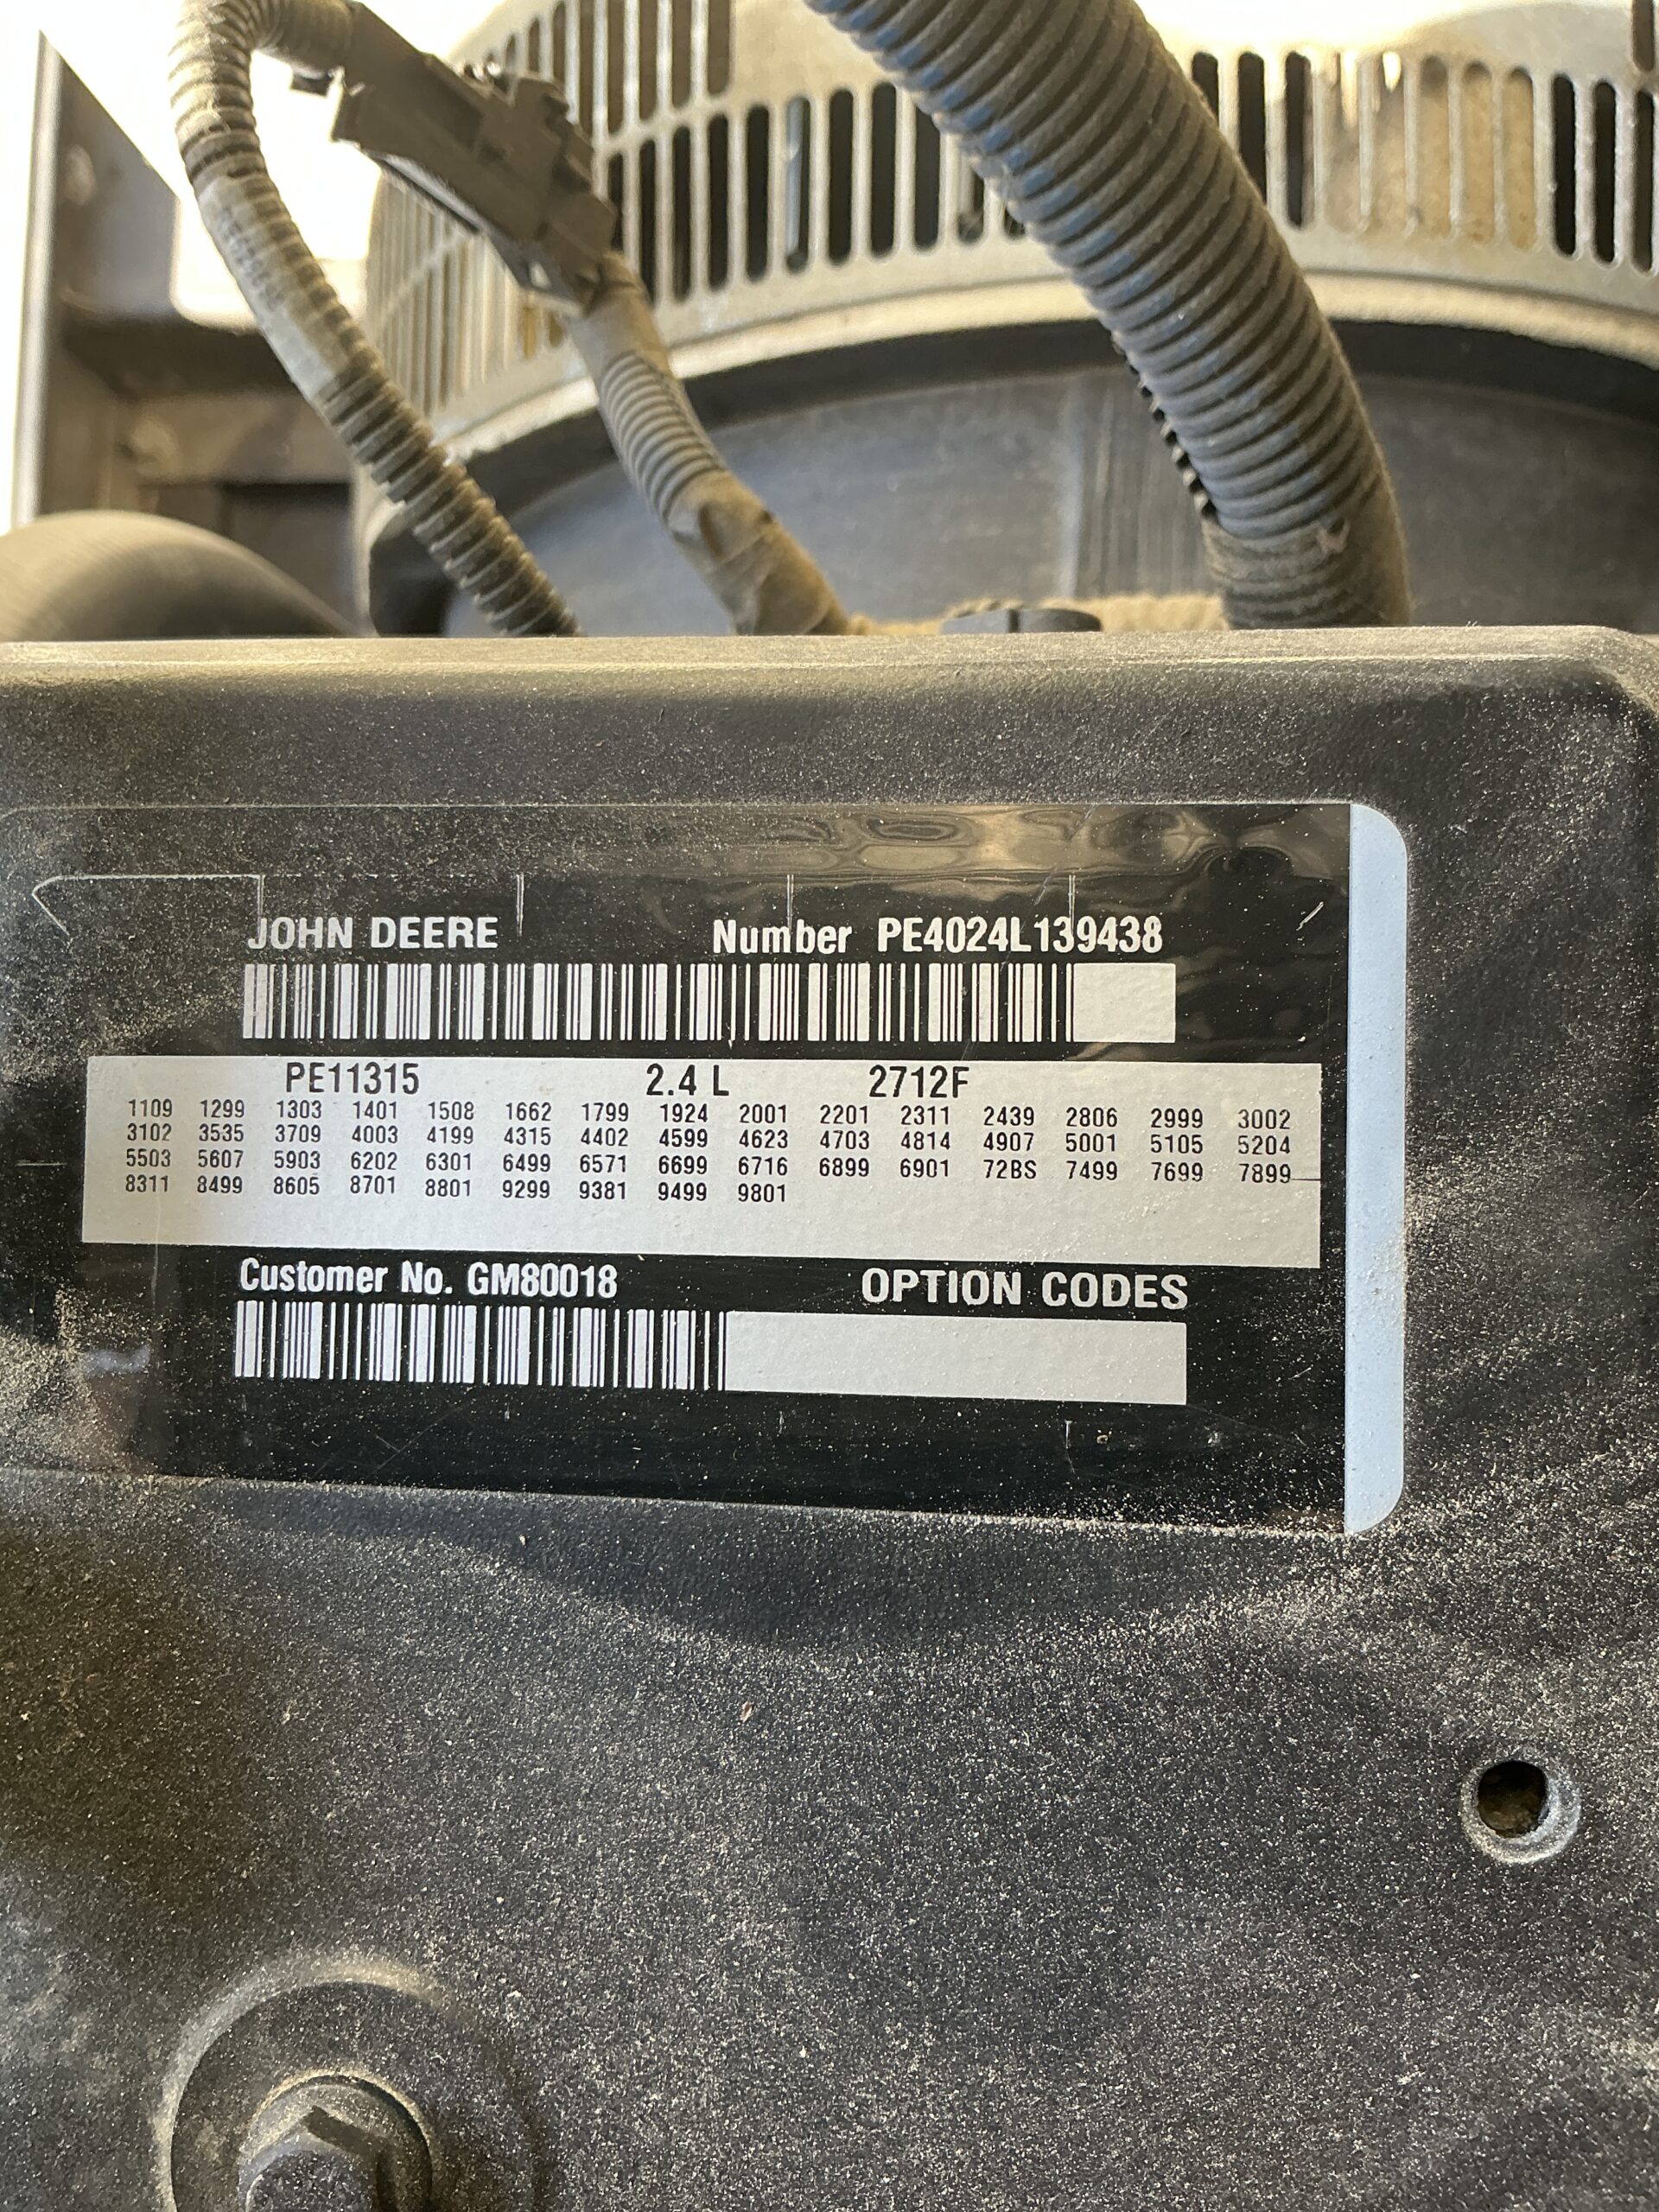 JOHN DEERE Number PE4024L139438
PE11315 2.4 L 2712F
1109 1299 1303 1401 1508 1662 1799 1924 2001 2201 2311 2439 2806 2999 3002
3102 3535 3709 4003 4199 4315 4402 4599 4623 4703 4814 4907 5001 5105 5204
5503 5607 5903 6202 6301 6499 6571 6699 6716 6899 6901 72BS 7499 7699 7899
8311 8499 8605 8701 8801 9299 9381 9499 9801
Customer No. GM80018 OPTION CODES